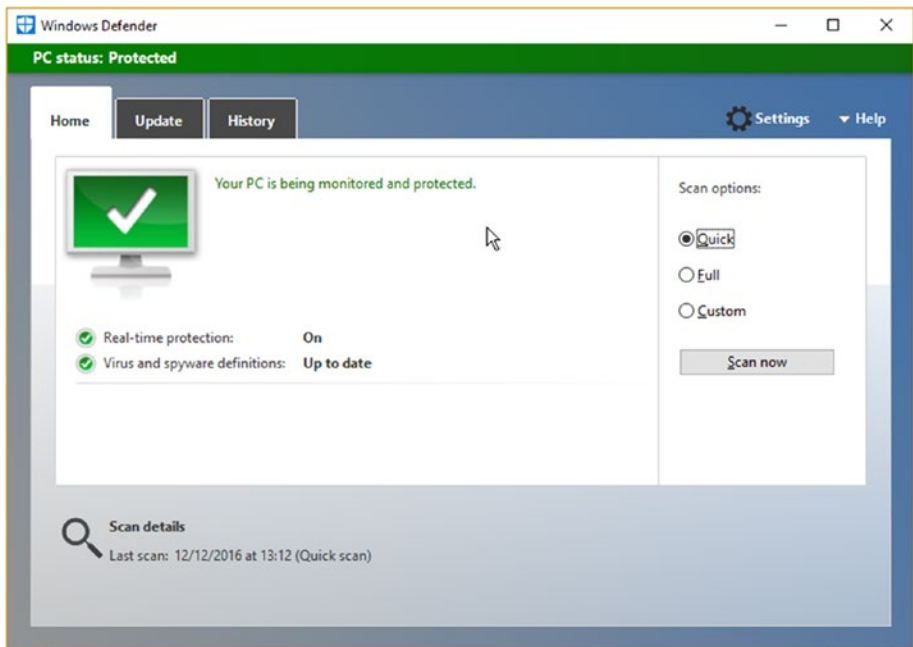 Windows Defender
PC status: Protected
Home Update History Settings Help
Your PC is being monitored and protected.
Scan options:
Quick
Full
Custom
Real-time protection: On
Virus and spyware definitions: Up to date
Scan now
Scan details
Last scan: 12/12/2016 at 13:12 (Quick scan)